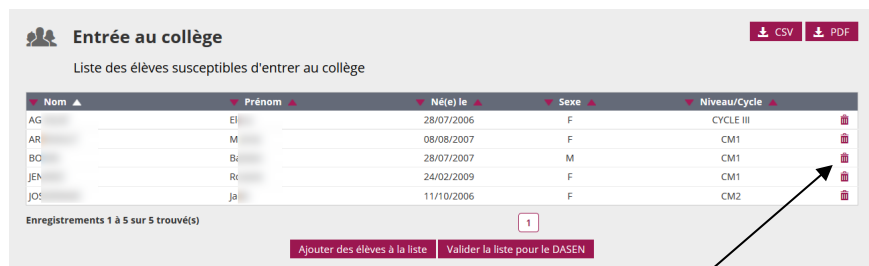 Entrée au collège
CSV PDF
Liste des élèves susceptibles d'entrer au collège
Nom Prénom Né(e) le Sexe Niveau/Cycle
AG El 28/07/2006 F CYCLE III
AR M 08/08/2007 F CM1
BO Ba 28/07/2007 M CM1
JEN R 24/02/2009 F CM1
JOS Ja 11/10/2006 F CM2
Enregistrements 1 à 5 sur 5 trouvé(s) 1
Ajouter des élèves à la liste Valider la liste pour le DASEN